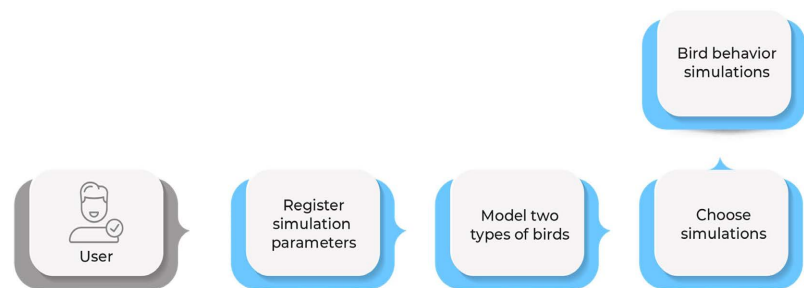 Bird behavior
simulations
User
Register
simulation
parameters
Model two
types of birds
Choose
simulations